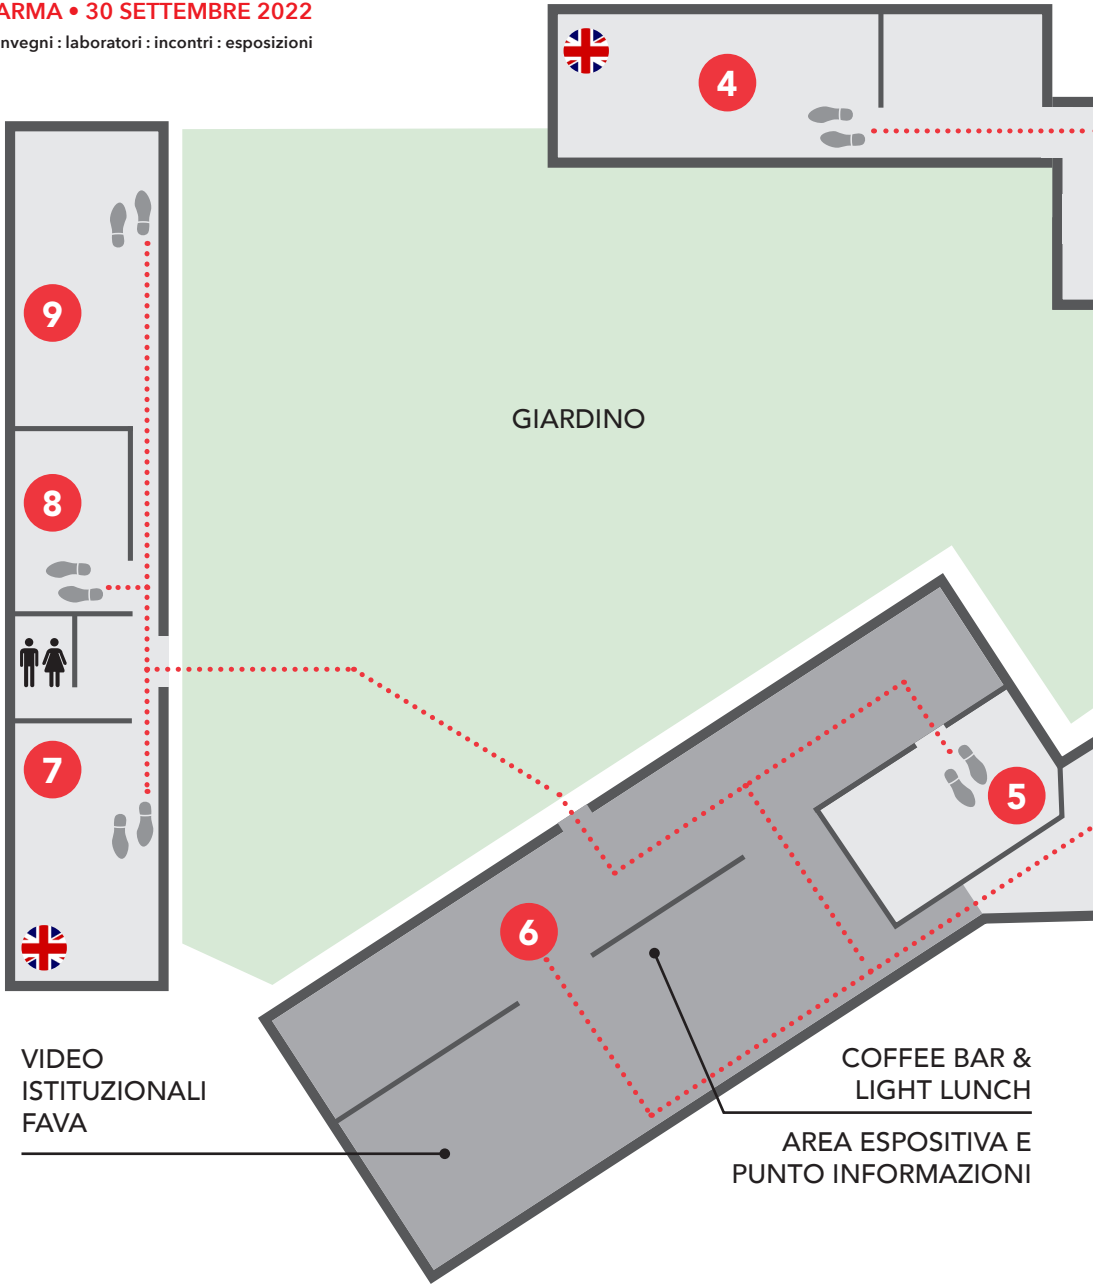 ARMA • 30 SETTEMBRE 2022
nvegni : laboratori : incontri : esposizioni
4
9
GIARDINO
8
7
5
6
VIDEO
ISTITUZIONALI
FAVA
COFFEE BAR &
LIGHT LUNCH
AREA ESPOSITIVA E
PUNTO INFORMAZIONI